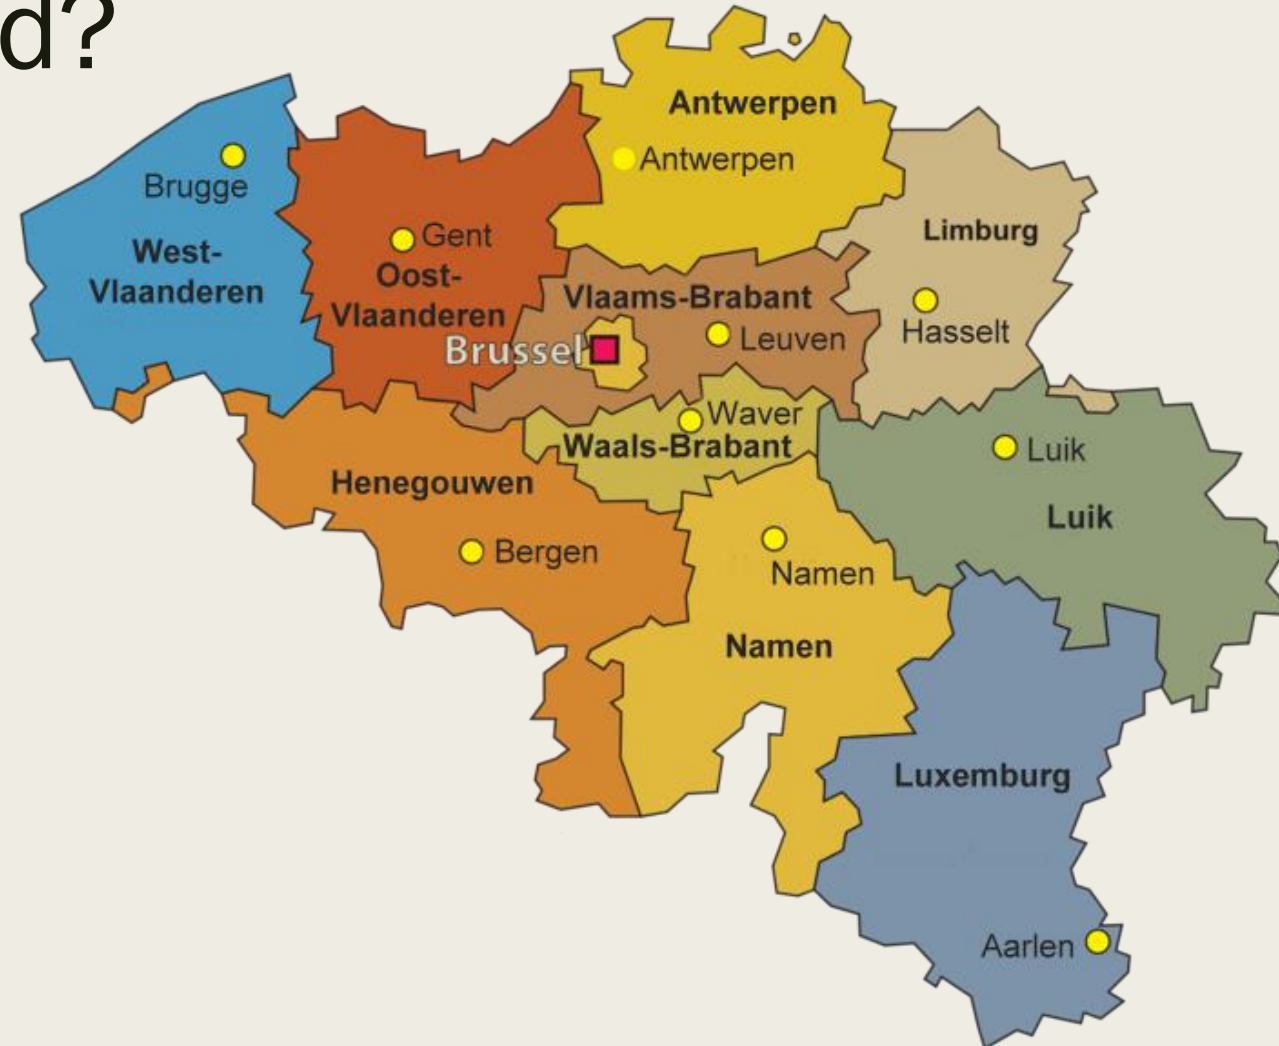 d?
Antwerpen
Antwerpen
Brugge
West-
Vlaanderen
Gent
Oost-
Vlaanderen
Limburg
Hasselt
Vlaams-Brabant
Leuven
Brussel
Waver
Waals-Brabant
Henegouwen
Bergen
Luik
Luik
Namen
Namen
Luxemburg
Aarlen